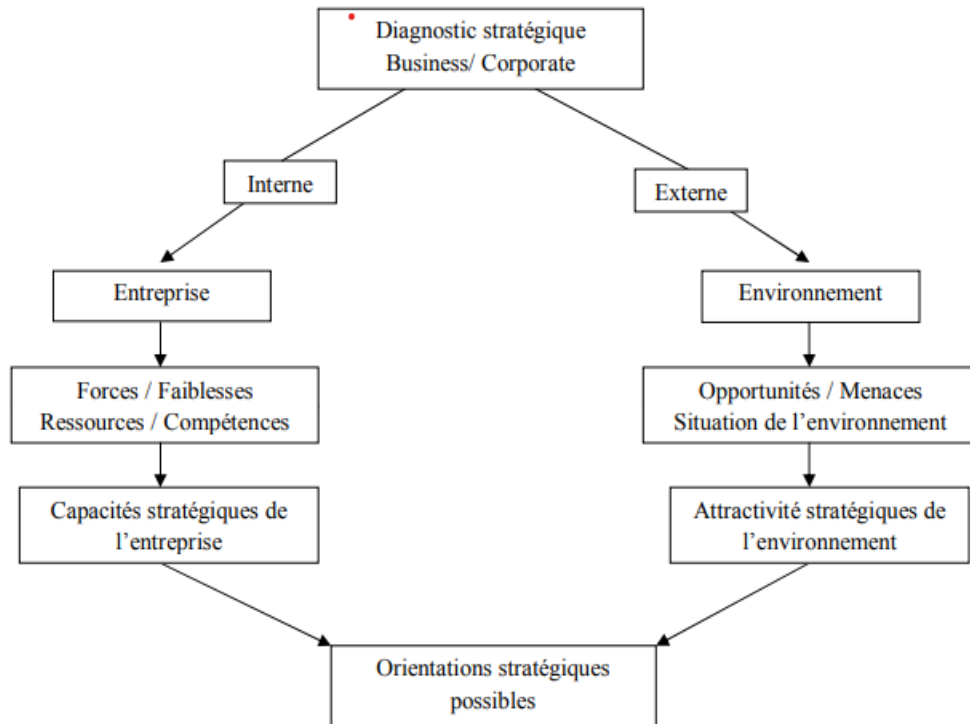 Diagnostic stratégique
Business/ Corporate
Interne
Externe
Entreprise
Environnement
Forces / Faiblesses
Ressources / Compétences
Opportunités / Menaces
Situation de l’environnement
Capacités stratégiques de
l’entreprise
Attractivité stratégiques de
l’environnement
Orientations stratégiques
possibles